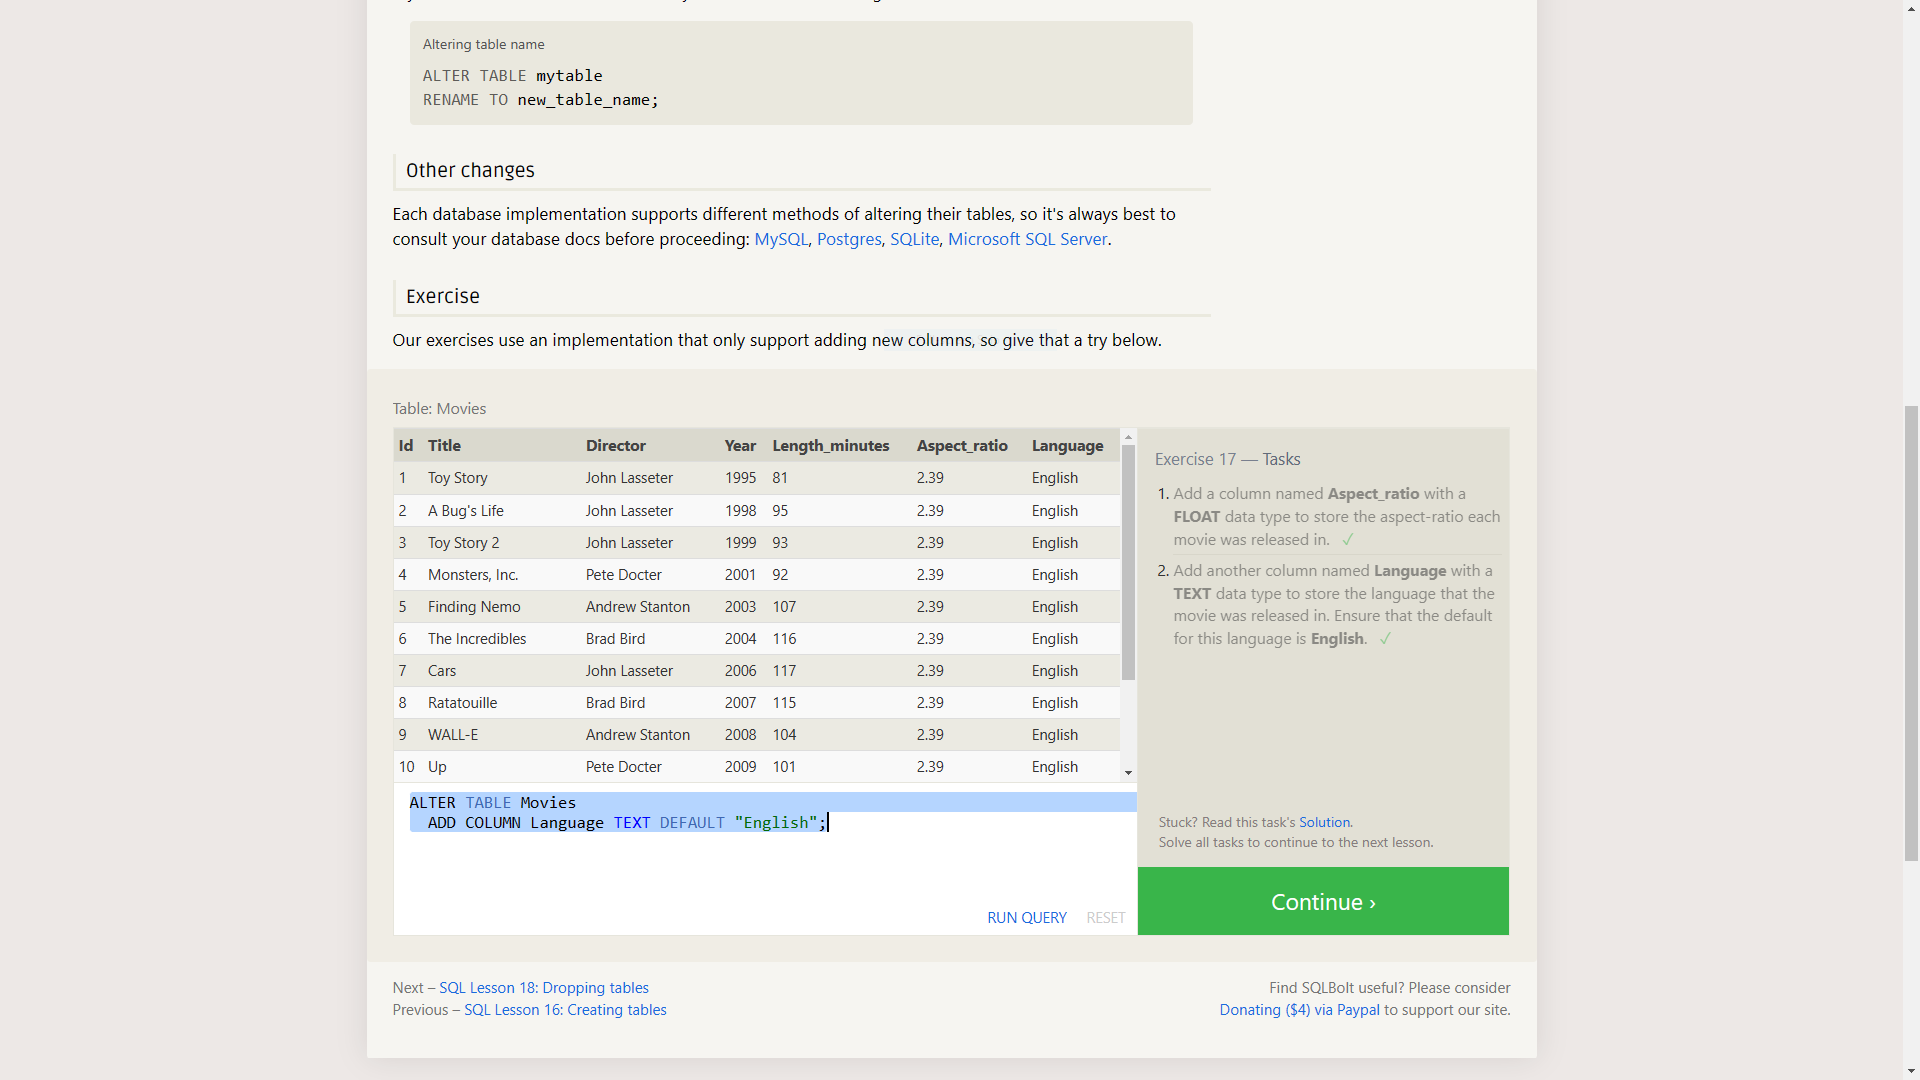 Altering table name
ALTER TABLE mytable
RENAME TO new_table_name;
Other changes
Each database implementation supports different methods of altering their tables, so it's always best to
consult your database docs before proceeding: MySQL, Postgres, SQLite, Microsoft SQL Server.
Exercise
Our exercises use an implementation that only support adding new columns, so give that a try below.
Table: Movies
Id Title Director Year Length_minutes Aspect_ratio Language
1 Toy Story John Lasseter 1995 81 2.39 English
2 A Bug's Life John Lasseter 1998 95 2.39 English
3 Toy Story 2 John Lasseter 1999 93 2.39 English
4 Monsters, Inc. Pete Docter 2001 92 2.39 English
5 Finding Nemo Andrew Stanton 2003 107 2.39 English
6 The Incredibles Brad Bird 2004 116 2.39 English
7 Cars John Lasseter 2006 117 2.39 English
8 Ratatouille Brad Bird 2007 115 2.39 English
9 WALL-E Andrew Stanton 2008 104 2.39 English
10 Up Pete Docter 2009 101 2.39 English
ALTER TABLE Movies
ADD COLUMN Language TEXT DEFAULT "English";
RUN QUERY RESET
Exercise 17 — Tasks
1. Add a column named Aspect_ratio with a
FLOAT data type to store the aspect-ratio each
movie was released in. ✓
2. Add another column named Language with a
TEXT data type to store the language that the
movie was released in. Ensure that the default
for this language is English. ✓
Stuck? Read this task's Solution.
Solve all tasks to continue to the next lesson.
Continue ›
Next – SQL Lesson 18: Dropping tables
Previous – SQL Lesson 16: Creating tables
Find SQLBolt useful? Please consider
Donating ($4) via Paypal to support our site.